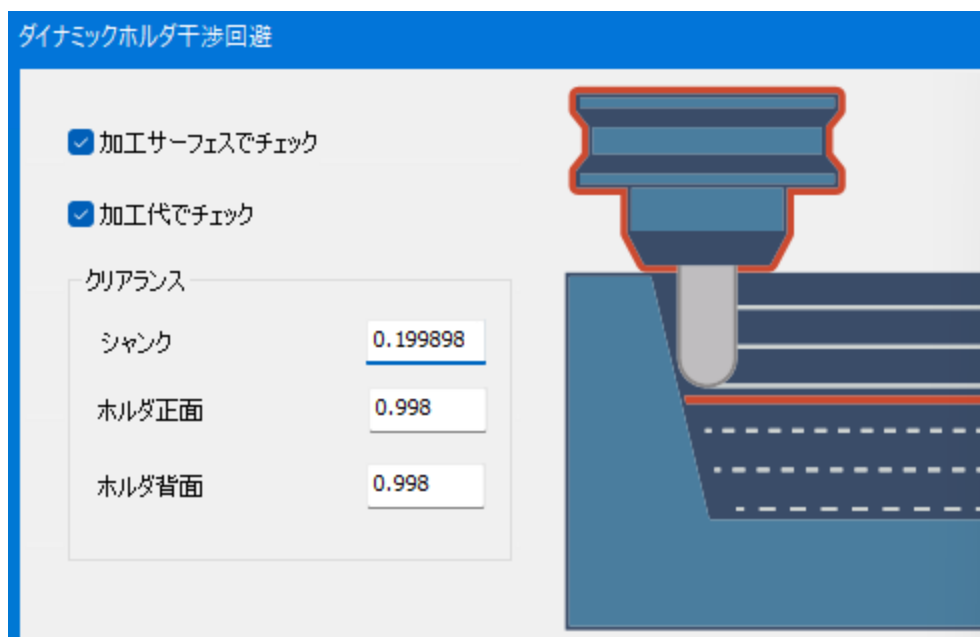 ダイナミックホルダ干渉回避
加工サーフェスでチェック
加工代でチェック
クリアランス
シャンク 0.199898
ホルダ正面 0.998
ホルダ背面 0.998